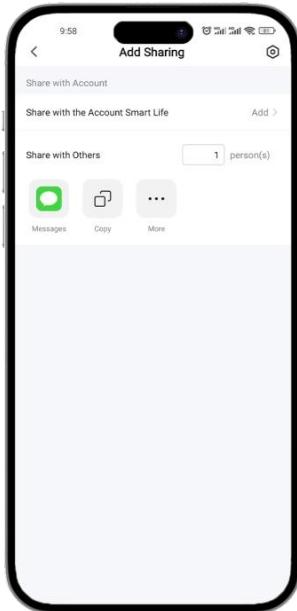 9:58
Add Sharing
Share with Account
Share with the Account Smart Life Add >
Share with Others 1 person(s)
Messages Copy More